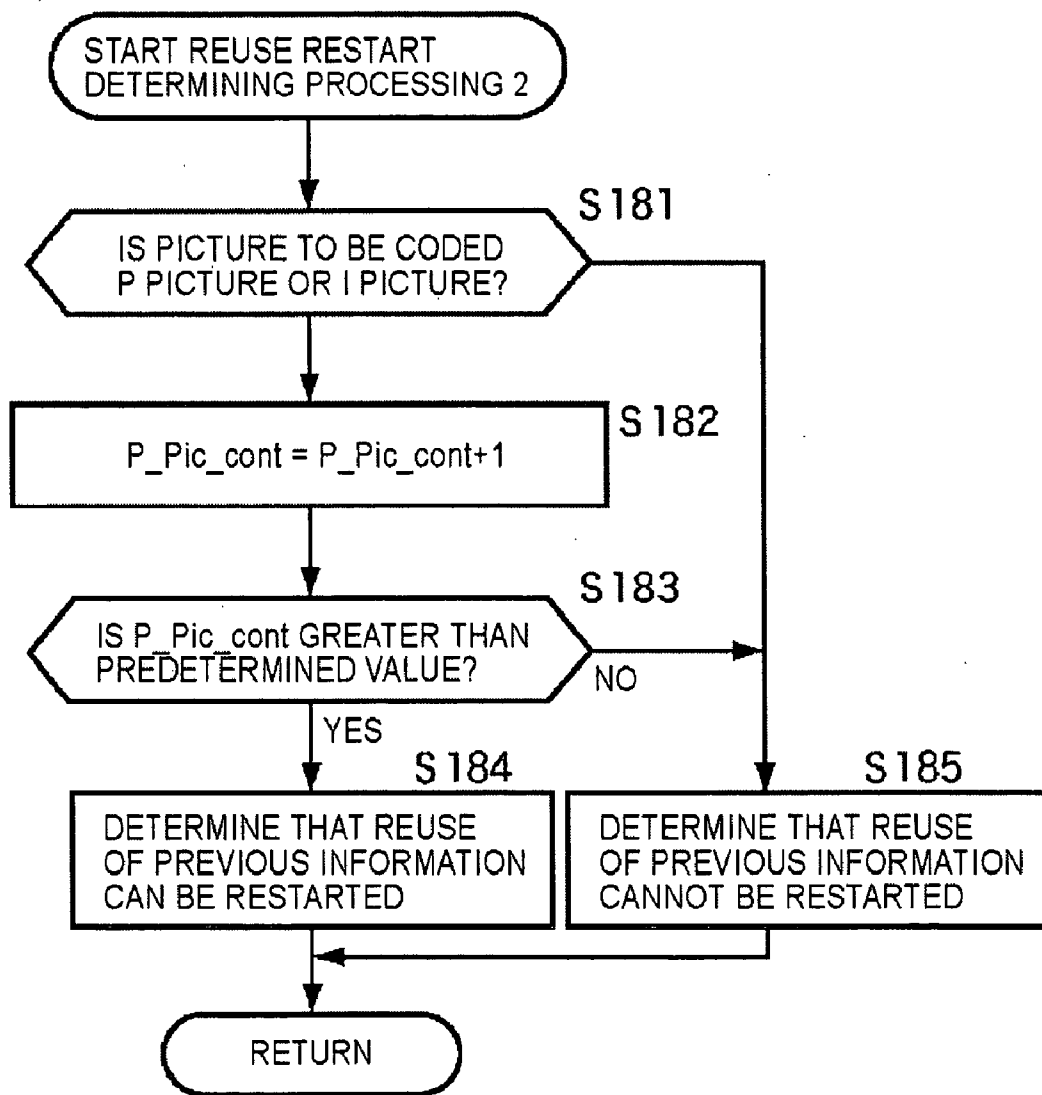 START REUSE RESTART
DETERMINING PROCESSING 2
S181
IS PICTURE TO BE CODED
P PICTURE OR I PICTURE?
S182
P_Pic_cont = P_Pic_cont+1
S183
IS P_Pic_cont GREATER THAN
PREDETERMINED VALUE?
NO
YES
S184
DETERMINE THAT REUSE
OF PREVIOUS INFORMATION
CAN BE RESTARTED
S185
DETERMINE THAT REUSE
OF PREVIOUS INFORMATION
CANNOT BE RESTARTED
RETURN